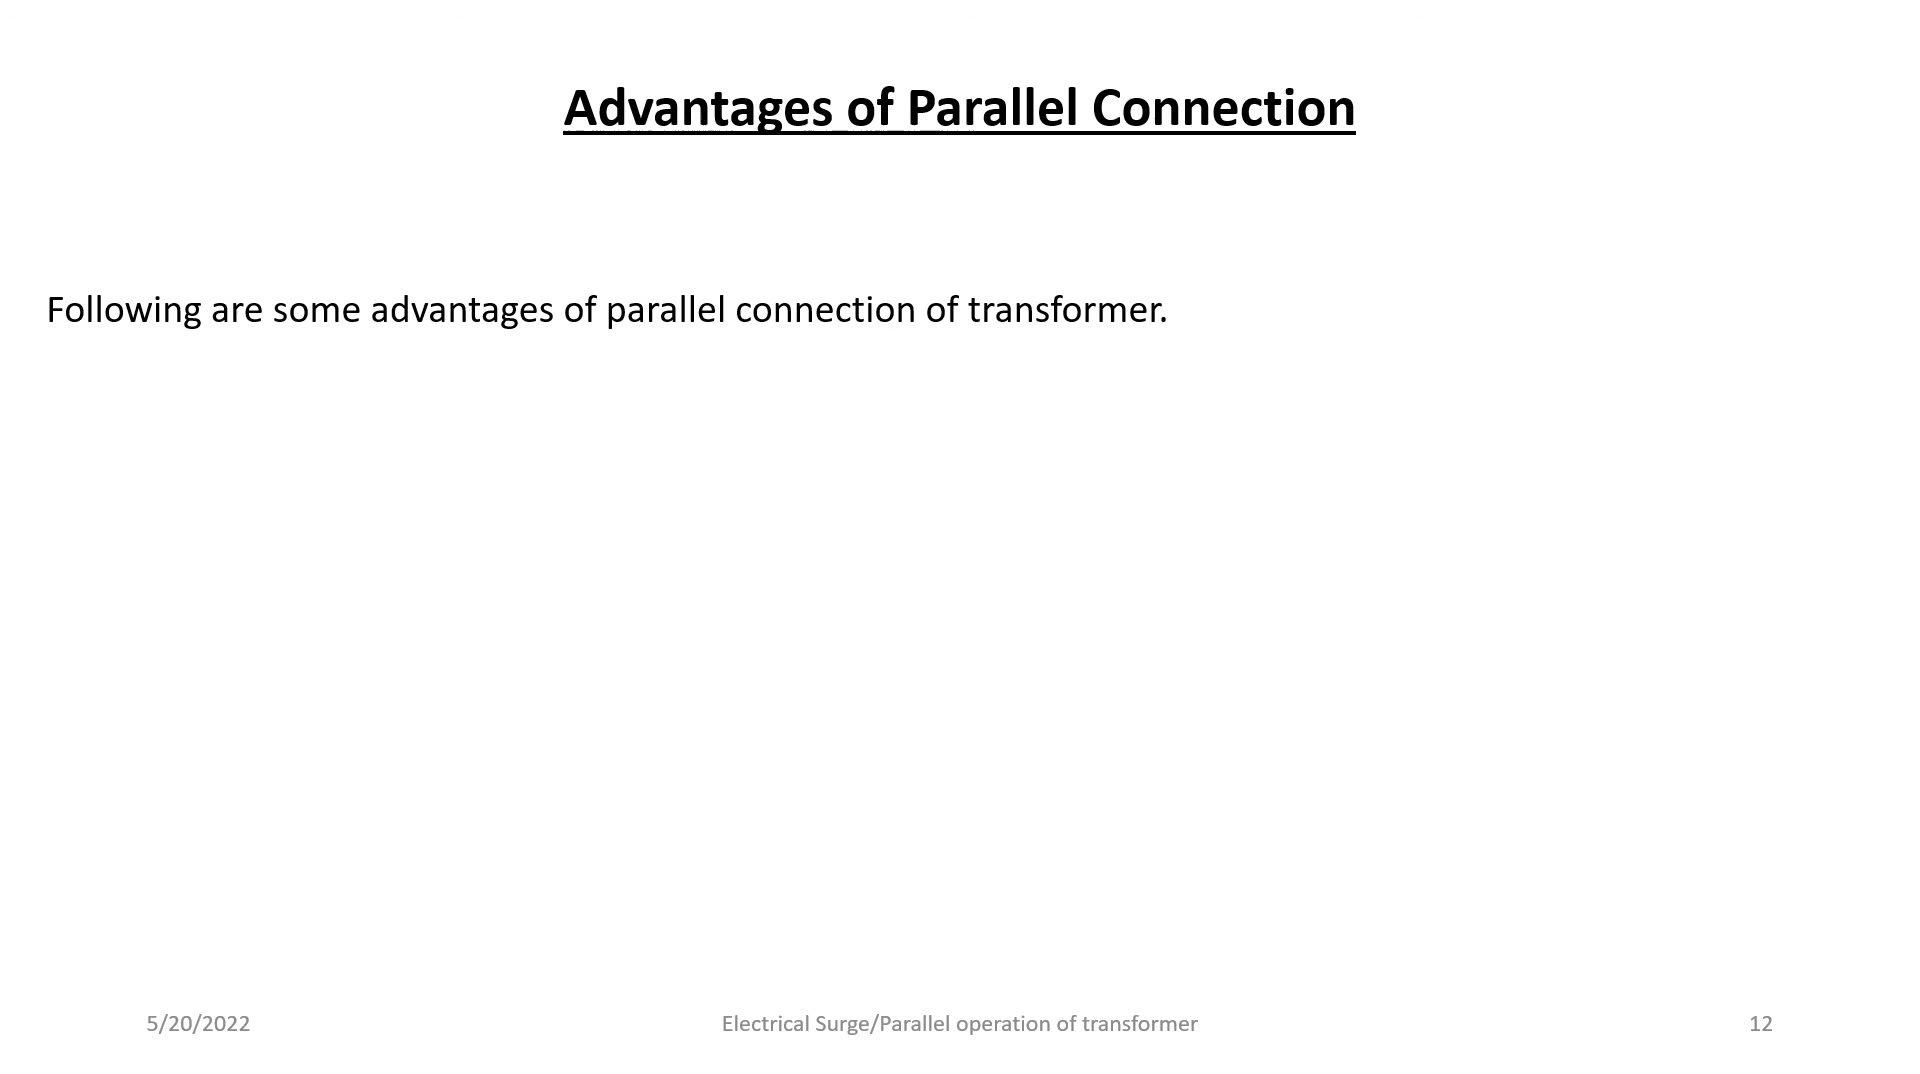 Advantages of Parallel Connection
Following are some advantages of parallel connection of transformer.
5/20/2022
Electrical Surge/Parallel operation of transformer
12